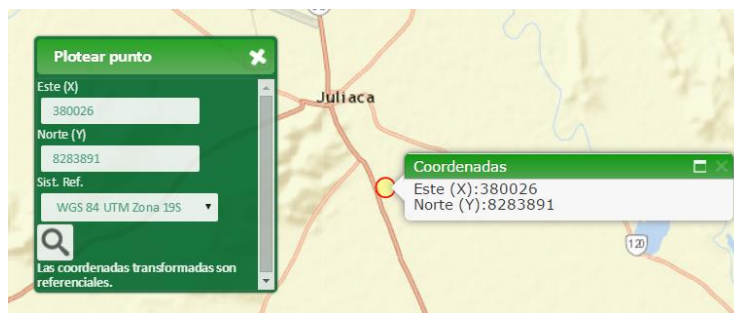 Plotear punto
Este (X)
380026
Norte (Y)
8283891
Sist. Ref.
WGS 84 UTM Zona 19S
Las coordenadas transformadas son
referenciales.
Juliaca
Coordenadas
Este (X):380026
Norte (Y):8283891
120